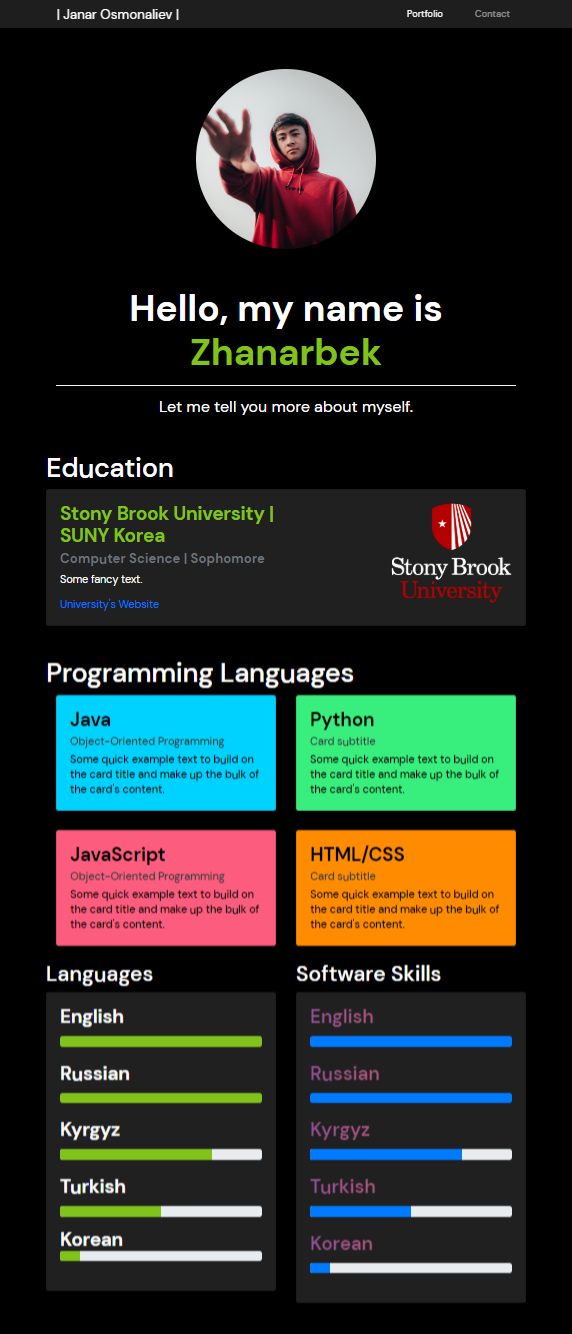 | Janar Osmonaliev |
Portfolio
Contact
Hello, my name is
Zhanarbek
Let me tell you more about myself.
Education
Stony Brook University |
SUNY Korea
Computer Science | Sophomore
Some fancy text.
University's Website
Stony Brook
University
Programming Languages
Java
Object-Oriented Programming
Some quick example text to build on
the card title and make up the bulk of
the card's content.
Python
Card subtitle
Some quick example text to build on
the card title and make up the bulk of
the card's content.
JavaScript
Object-Oriented Programming
Some quick example text to build on
the card title and make up the bulk of
the card's content.
HTML/CSS
Card subtitle
Some quick example text to build on
the card title and make up the bulk of
the card's content.
Languages
English
Russian
Kyrgyz
Turkish
Korean
Software Skills
English
Russian
Kyrgyz
Turkish
Korean